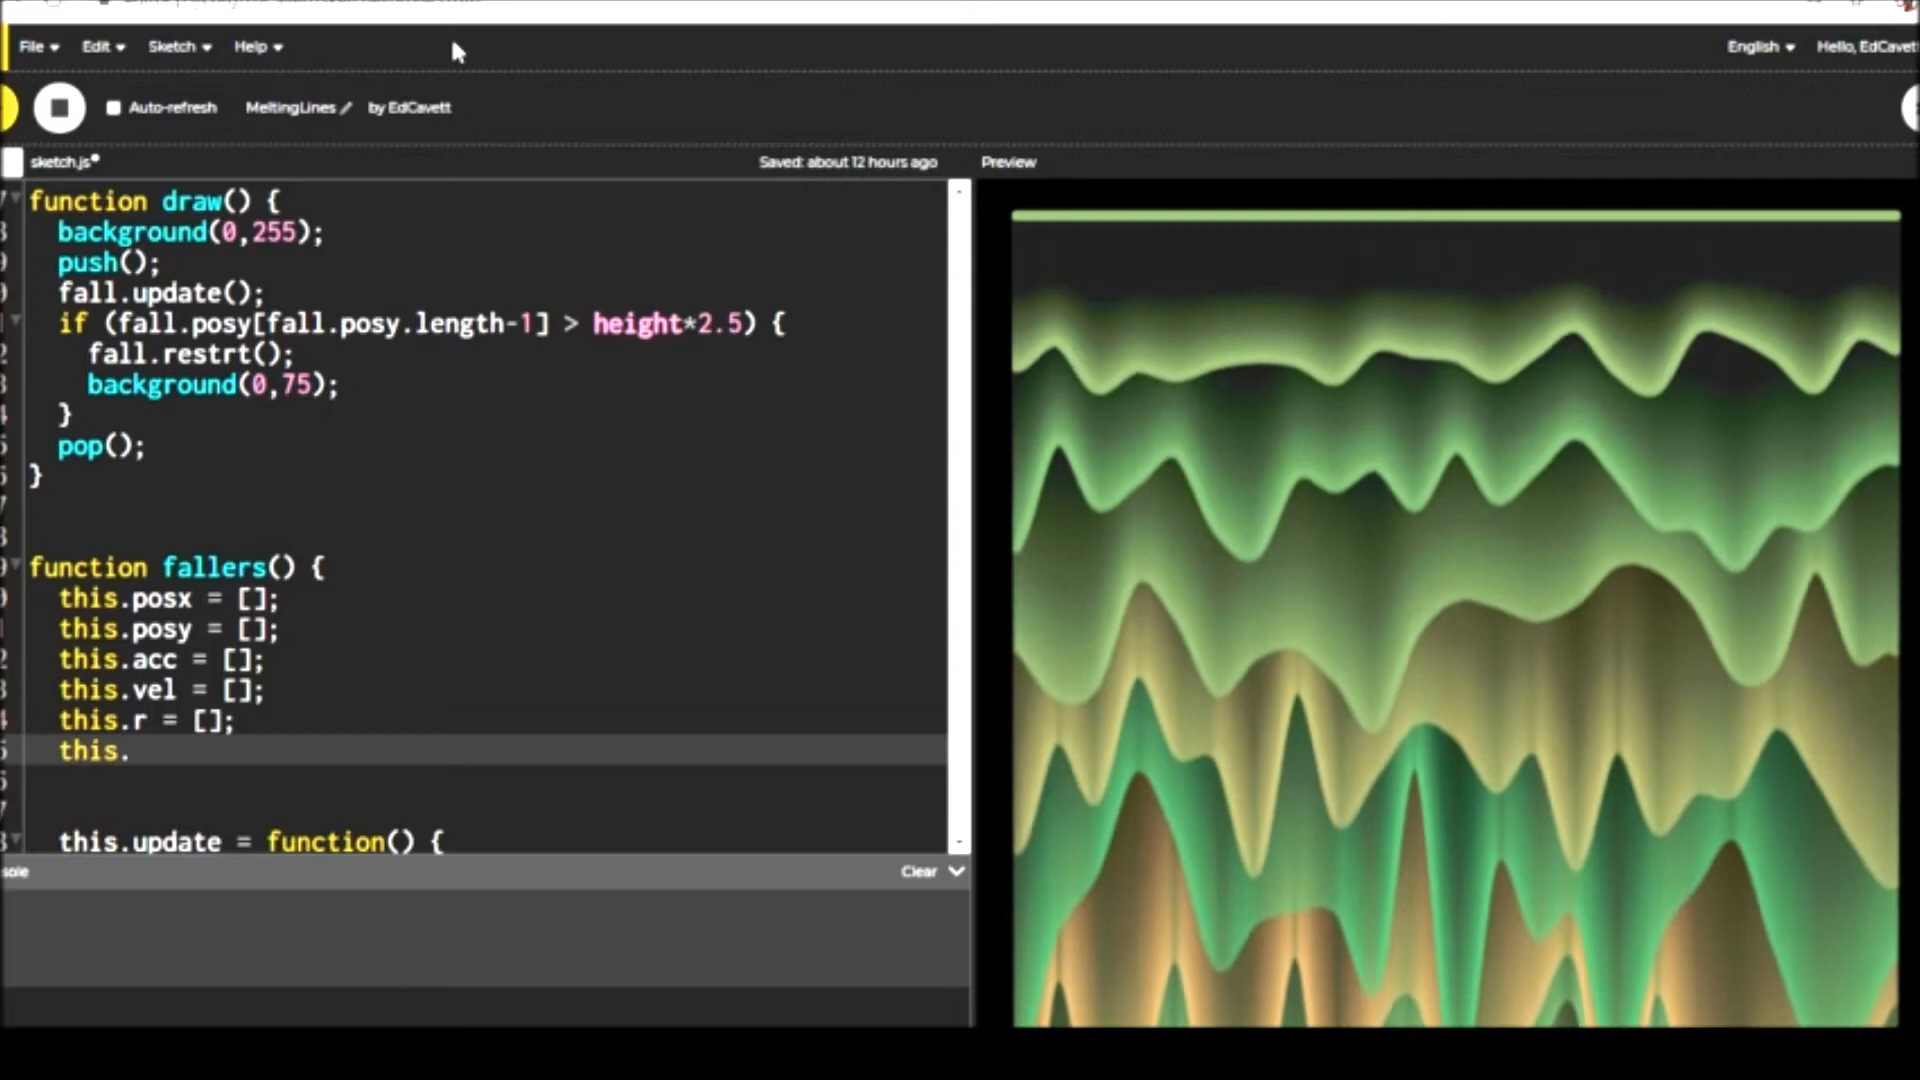 File Edit Sketch Help English Hello, EdCavett
Auto-refresh MeltingLines by EdCavett
sketch.js Saved: about 12 hours ago Preview
function draw() {
background(0,255);
push();
fall.update();
if (fall.posy[fall.posy.length-1] > height*2.5) {
fall.restrt();
background(0,75);
}
pop();
}
function fallers() {
this.posx = [];
this.posy = [];
this.acc = [];
this.vel = [];
this.r = [];
this.
this.update = function() {
sole Clear